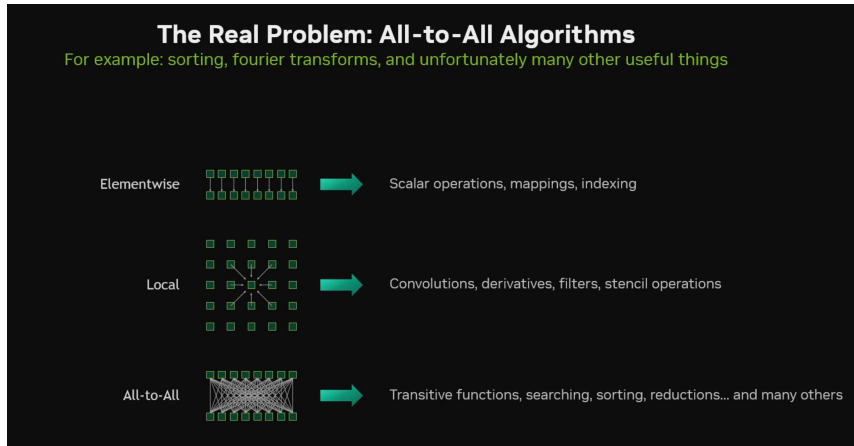 The Real Problem: All-to-All Algorithms
For example: sorting, fourier transforms, and unfortunately many other useful things
Elementwise
Scalar operations, mappings, indexing
Local
Convolutions, derivatives, filters, stencil operations
All-to-All
Transitive functions, searching, sorting, reductions... and many others